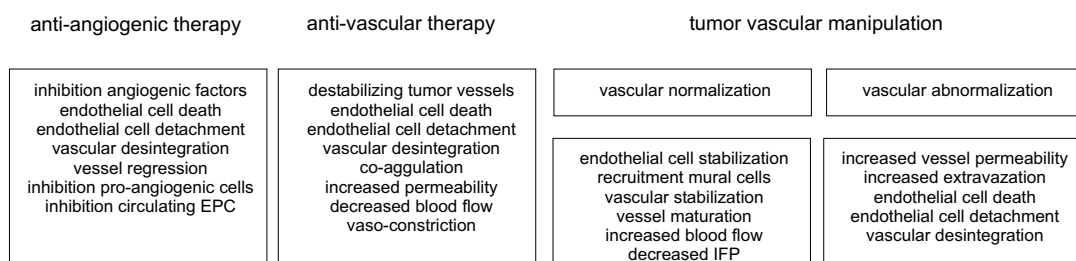 anti-angiogenic therapy
anti-vascular therapy
tumor vascular manipulation
inhibition angiogenic factors
endothelial cell death
endothelial cell detachment
vascular desintegration
vessel regression
inhibition pro-angiogenic cells
inhibition circulating EPC
destabilizing tumor vessels
endothelial cell death
endothelial cell detachment
vascular desintegration
co-aggulation
increased permeability
decreased blood flow
vaso-constriction
vascular normalization
endothelial cell stabilization
recruitment mural cells
vascular stabilization
vessel maturation
increased blood flow
decreased IFP
vascular abnormalization
increased vessel permeability
increased extravazation
endothelial cell death
endothelial cell detachment
vascular desintegration